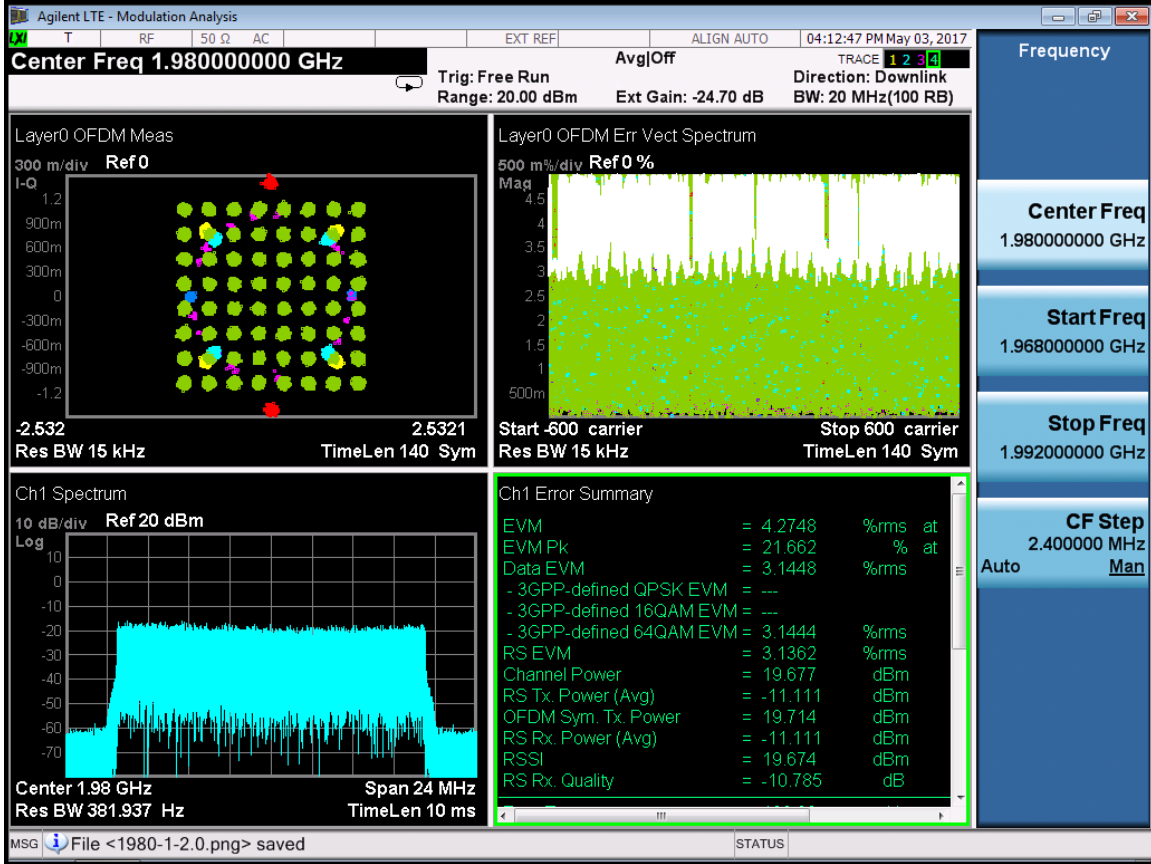 Agilent LTE - Modulation Analysis
LXI T RF 50 Ω AC EXT REF ALIGN AUTO 04:12:47 PM May 03, 2017
Center Freq 1.980000000 GHz
Avg|Off
TRACE 1 2 3 4
Trig: Free Run
Direction: Downlink
Range: 20.00 dBm Ext Gain: -24.70 dB BW: 20 MHz(100 RB)
Layer0 OFDM Meas
300 m/div Ref 0
I-Q
1.2
900m
600m
300m
0
-300m
-600m
-900m
-1.2
-2.532 2.5321
Res BW 15 kHz TimeLen 140 Sym
Layer0 OFDM Err Vect Spectrum
500 m%/div Ref 0 %
Mag
4.5
4
3.5
3
2.5
2
1.5
1
500m
Start -600 carrier Stop 600 carrier
Res BW 15 kHz TimeLen 140 Sym
Ch1 Spectrum
10 dB/div Ref 20 dBm
Log
10
0
-10
-20
-30
-40
-50
-60
-70
Center 1.98 GHz Span 24 MHz
Res BW 381.937 Hz TimeLen 10 ms
Ch1 Error Summary
EVM = 4.2748 %rms at
EVM Pk = 21.662 % at
Data EVM = 3.1448 %rms
- 3GPP-defined QPSK EVM = ---
- 3GPP-defined 16QAM EVM = ---
- 3GPP-defined 64QAM EVM = 3.1444 %rms
RS EVM = 3.1362 %rms
Channel Power = 19.677 dBm
RS Tx. Power (Avg) = -11.111 dBm
OFDM Sym. Tx. Power = 19.714 dBm
RS Rx. Power (Avg) = -11.111 dBm
RSSI = 19.674 dBm
RS Rx. Quality = -10.785 dB
Frequency
Center Freq
1.980000000 GHz
Start Freq
1.968000000 GHz
Stop Freq
1.992000000 GHz
CF Step
2.400000 MHz
Auto Man
MSG File <1980-1-2.0.png> saved STATUS